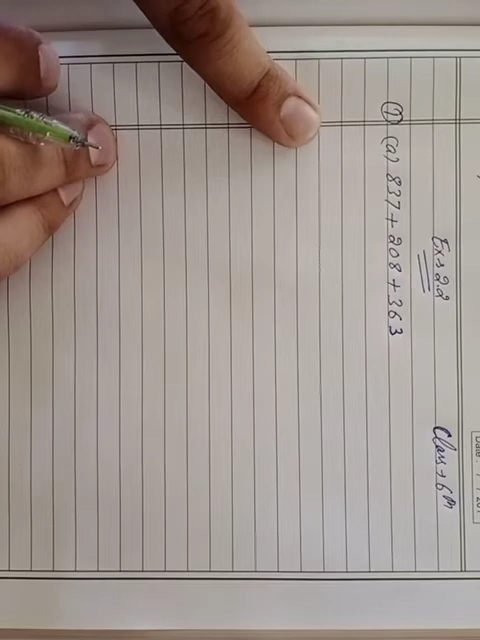 Ex→ 2.2 Class → 6th
① (a) 837 + 208 + 363